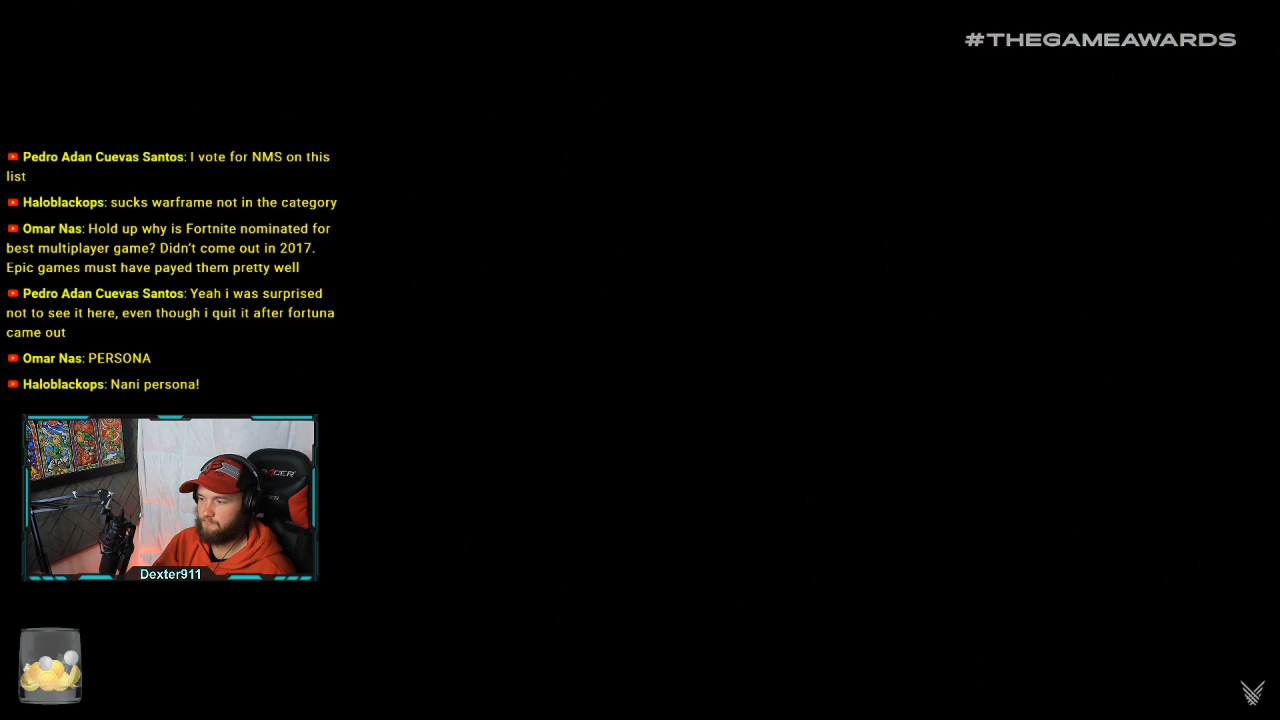 #THEGAMEAWARDS
Pedro Adan Cuevas Santos: I vote for NMS on this
list
Haloblackops: sucks warframe not in the category
Omar Nas: Hold up why is Fortnite nominated for
best multiplayer game? Didn't come out in 2017.
Epic games must have payed them pretty well
Pedro Adan Cuevas Santos: Yeah i was surprised
not to see it here, even though i quit it after fortuna
came out
Omar Nas: PERSONA
Haloblackops: Nani persona!
Dexter911